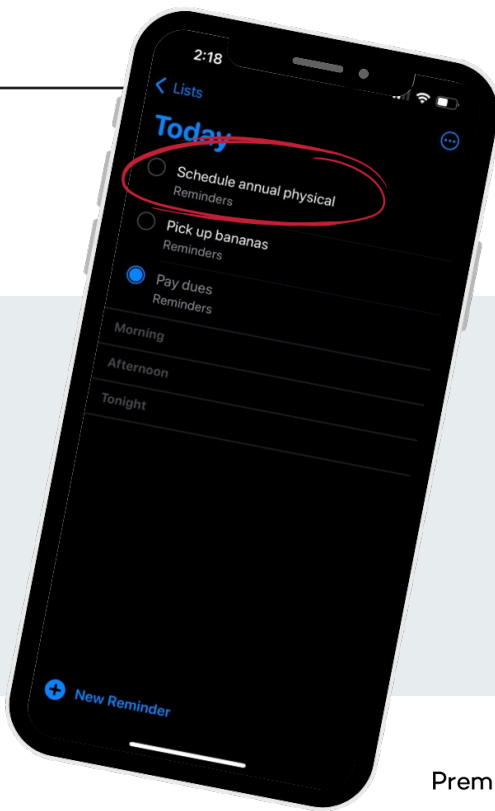 2:18
Lists
Today
Schedule annual physical
Reminders
Pick up bananas
Reminders
Pay dues
Reminders
Morning
Afternoon
Tonight
New Reminder
Prem